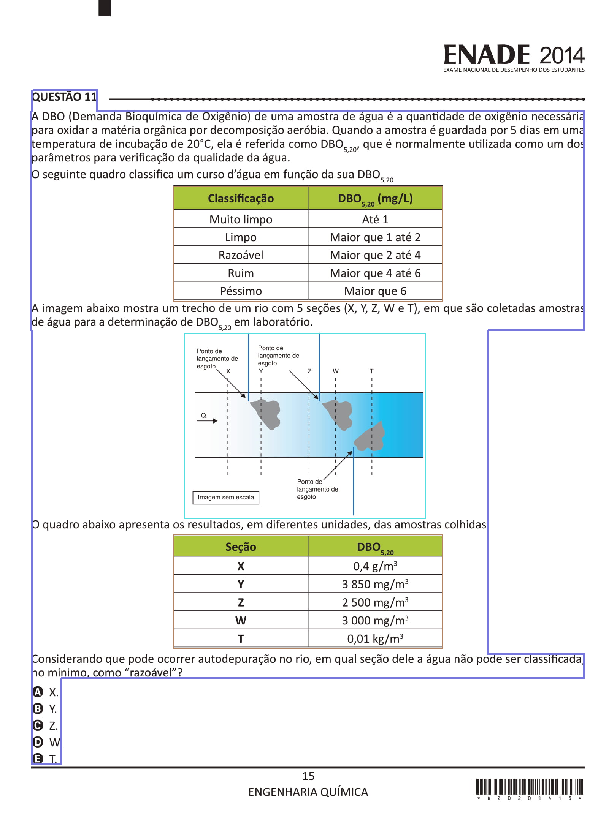 ENADE 2014
EXAME NACIONAL DE DESEMPENHO DOS ESTUDANTES
QUESTÃO 11
A DBO (Demanda Bioquímica de Oxigênio) de uma amostra de água é a quantidade de oxigênio necessária
para oxidar a matéria orgânica por decomposição aeróbia. Quando a amostra é guardada por 5 dias em uma
temperatura de incubação de 20°C, ela é referida como DBO5,20, que é normalmente utilizada como um dos
parâmetros para verificação da qualidade da água.
O seguinte quadro classifica um curso d'água em função da sua DBO5,20
Classificação DBO5,20 (mg/L)
Muito limpo Até 1
Limpo Maior que 1 até 2
Razoável Maior que 2 até 4
Ruim Maior que 4 até 6
Péssimo Maior que 6
A imagem abaixo mostra um trecho de um rio com 5 seções (X, Y, Z, W e T), em que são coletadas amostras
de água para a determinação de DBO5,20 em laboratório.
Ponto de
lançamento de
esgoto
Ponto de
lançamento de
esgoto
X Y Z W T
Q
Ponto de
lançamento de
esgoto
Imagem sem escala
O quadro abaixo apresenta os resultados, em diferentes unidades, das amostras colhidas
Seção DBO5,20
X 0,4 g/m³
Y 3 850 mg/m³
Z 2 500 mg/m³
W 3 000 mg/m³
T 0,01 kg/m³
Considerando que pode ocorrer autodepuração no rio, em qual seção dele a água não pode ser classificada,
no mínimo, como "razoável"?
A X.
B Y.
C Z.
D W
E T.
15
ENGENHARIA QUÍMICA